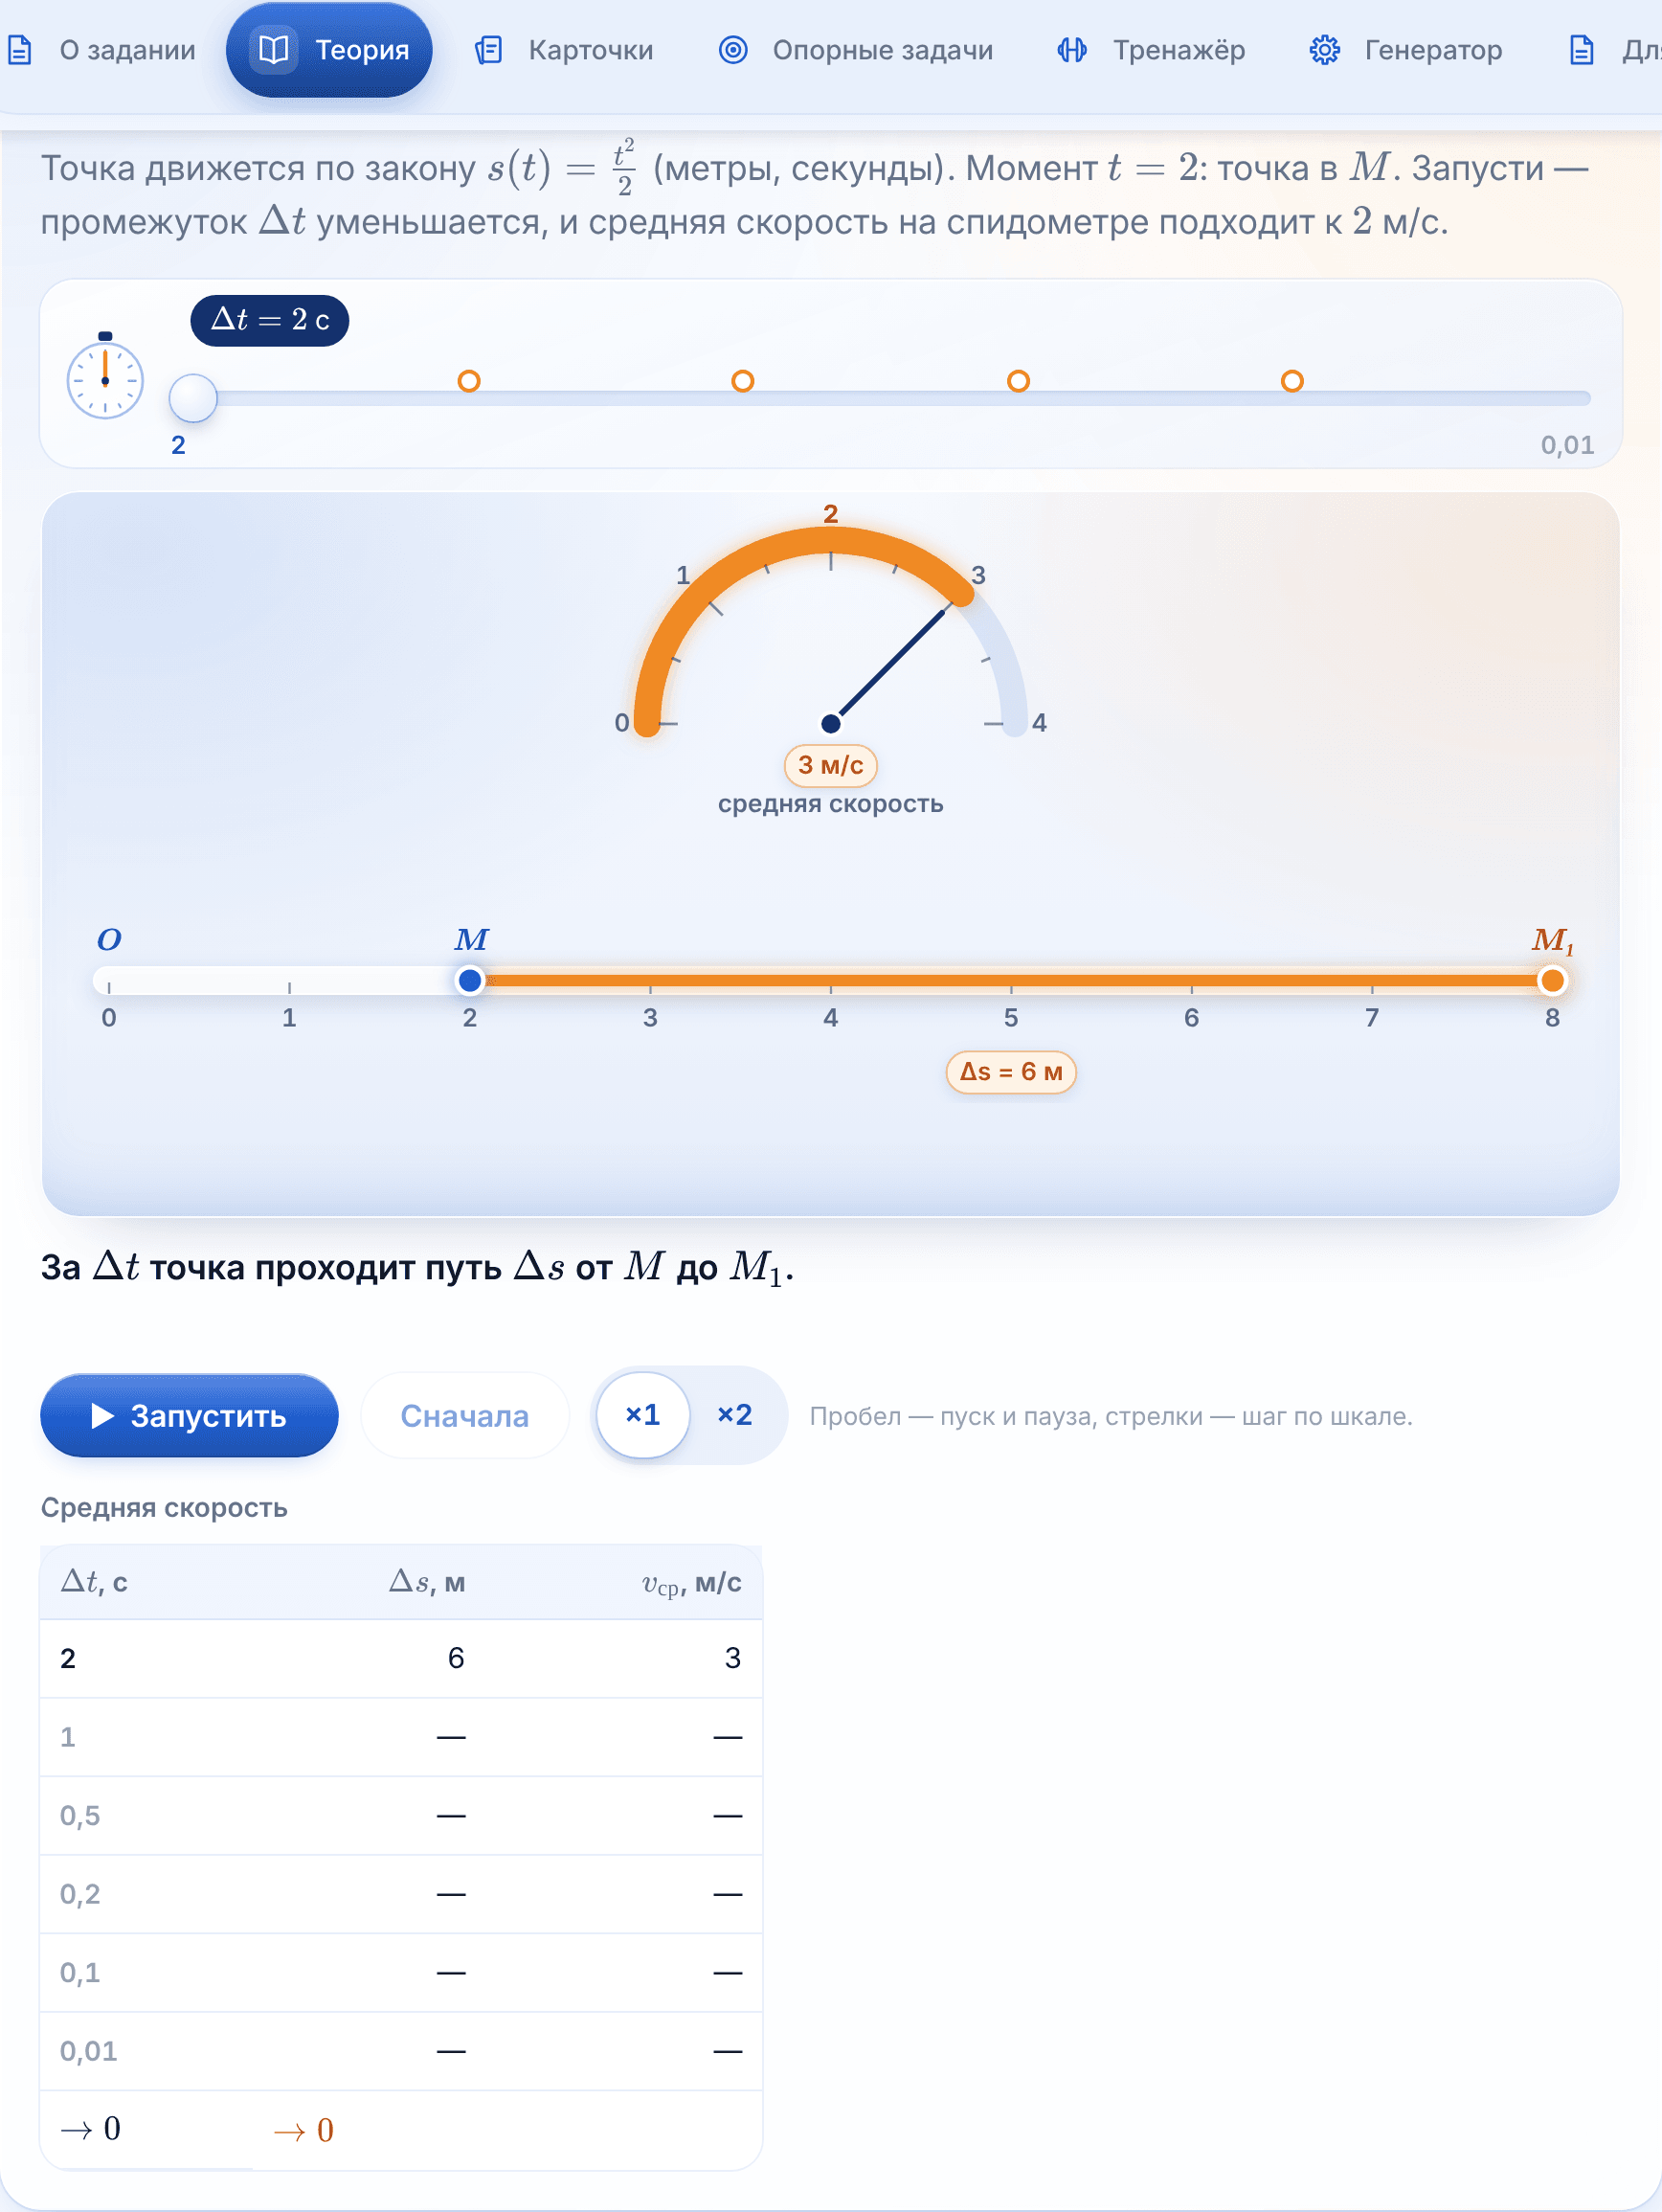 О задании Теория Карточки Опорные задачи Тренажёр Генератор
Точка движется по закону s(t) = t²/2 (метры, секунды). Момент t = 2: точка в M. Запусти —
промежуток Δt уменьшается, и средняя скорость на спидометре подходит к 2 м/с.
Δt = 2 с
2 0,01
0 1 2 3 4
3 м/с
средняя скорость
O M M₁
0 1 2 3 4 5 6 7 8
Δs = 6 м
За Δt точка проходит путь Δs от M до M₁.
Запустить Сначала ×1 ×2 Пробел — пуск и пауза, стрелки — шаг по шкале.
Средняя скорость
Δt, с Δs, м vср, м/с
2 6 3
1 — —
0,5 — —
0,2 — —
0,1 — —
0,01 — —
→ 0 → 0